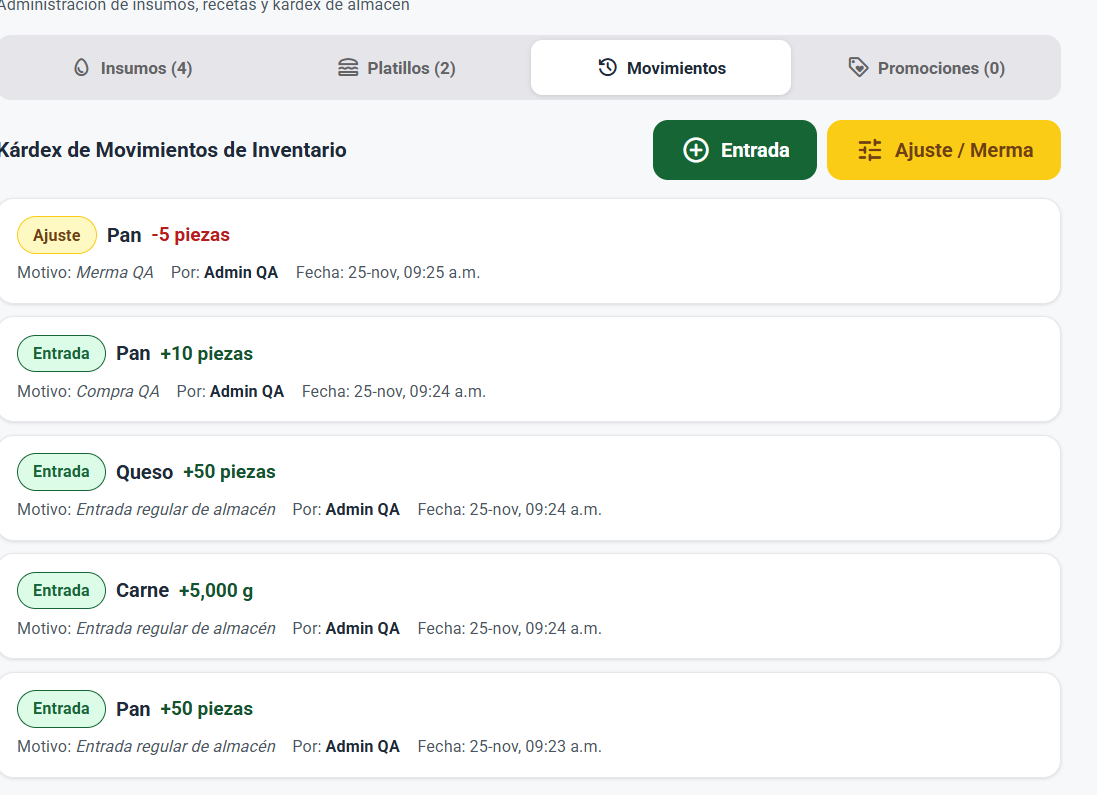 Administración de insumos, recetas y kárdex de almacén
Insumos (4)
Platillos (2)
Movimientos
Promociones (0)
Kárdex de Movimientos de Inventario
Entrada
Ajuste / Merma
Ajuste Pan -5 piezas
Motivo: Merma QA Por: Admin QA Fecha: 25-nov, 09:25 a.m.
Entrada Pan +10 piezas
Motivo: Compra QA Por: Admin QA Fecha: 25-nov, 09:24 a.m.
Entrada Queso +50 piezas
Motivo: Entrada regular de almacén Por: Admin QA Fecha: 25-nov, 09:24 a.m.
Entrada Carne +5,000 g
Motivo: Entrada regular de almacén Por: Admin QA Fecha: 25-nov, 09:24 a.m.
Entrada Pan +50 piezas
Motivo: Entrada regular de almacén Por: Admin QA Fecha: 25-nov, 09:23 a.m.